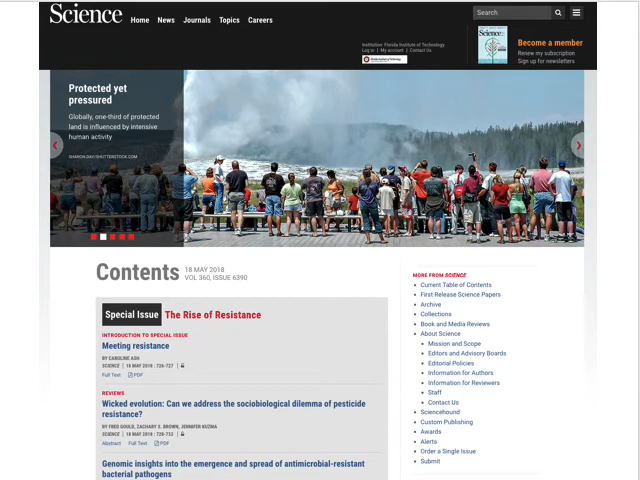 Science
Home News Journals Topics Careers
Search
Institution: Florida Institute of Technology
Log in | My account | Contact Us
Science
Become a member
Renew my subscription
Sign up for newsletters
Protected yet
pressured
Globally, one-third of protected
land is influenced by intensive
human activity
SHARON DAY/SHUTTERSTOCK.COM
Contents
18 MAY 2018
VOL 360, ISSUE 6390
Special Issue The Rise of Resistance
INTRODUCTION TO SPECIAL ISSUE
Meeting resistance
BY CAROLINE ASH
SCIENCE | 18 MAY 2018 : 726-727 |
Full Text PDF
REVIEWS
Wicked evolution: Can we address the sociobiological dilemma of pesticide
resistance?
BY FRED GOULD, ZACHARY S. BROWN, JENNIFER KUZMA
SCIENCE | 18 MAY 2018 : 728-732 |
Abstract Full Text PDF
Genomic insights into the emergence and spread of antimicrobial-resistant
bacterial pathogens
MORE FROM SCIENCE
Current Table of Contents
First Release Science Papers
Archive
Collections
Book and Media Reviews
About Science
Mission and Scope
Editors and Advisory Boards
Editorial Policies
Information for Authors
Information for Reviewers
Staff
Contact Us
Sciencehound
Custom Publishing
Awards
Alerts
Order a Single Issue
Submit